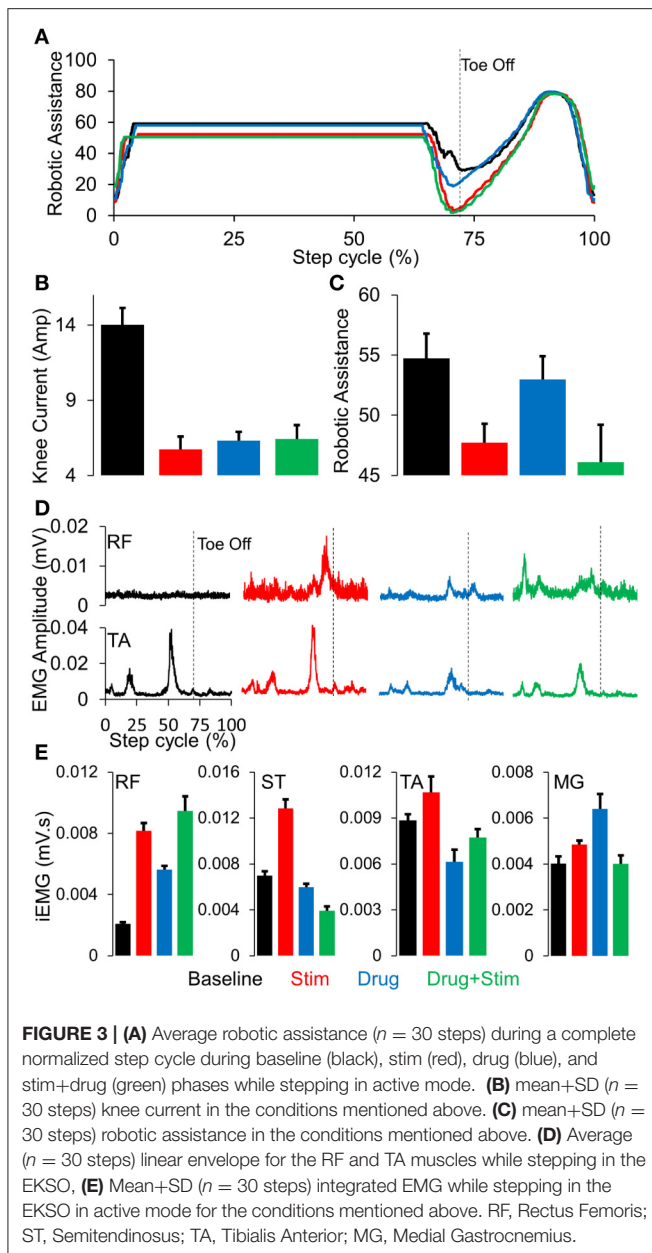 A
Robotic Assistance
100
80
60
40
20
0
Toe Off
0 25 50 75 100
Step cycle (%)
B
Knee Current (Amp)
14
9
4
C
Robotic Assistance
60
55
50
45
D
EMG Amplitude (mV)
-0.02
-0.01
0
RF
Toe Off
0.04
0.02
0
TA
0 25 50 75 100
Step cycle (%)
E
iEMG (mV.s)
0.012
0.008
0.004
0
RF
0.016
0.012
0.008
0.004
0
ST
0.012
0.009
0.006
0.003
0
TA
0.008
0.006
0.004
0.002
0
MG
Baseline Stim Drug Drug+Stim
FIGURE 3 | (A) Average robotic assistance (n = 30 steps) during a complete
normalized step cycle during baseline (black), stim (red), drug (blue), and
stim+drug (green) phases while stepping in active mode. (B) mean+SD (n =
30 steps) knee current in the conditions mentioned above. (C) mean+SD (n =
30 steps) robotic assistance in the conditions mentioned above. (D) Average
(n = 30 steps) linear envelope for the RF and TA muscles while stepping in the
EKSO, (E) Mean+SD (n = 30 steps) integrated EMG while stepping in the
EKSO in active mode for the conditions mentioned above. RF, Rectus Femoris;
ST, Semitendinosus; TA, Tibialis Anterior; MG, Medial Gastrocnemius.